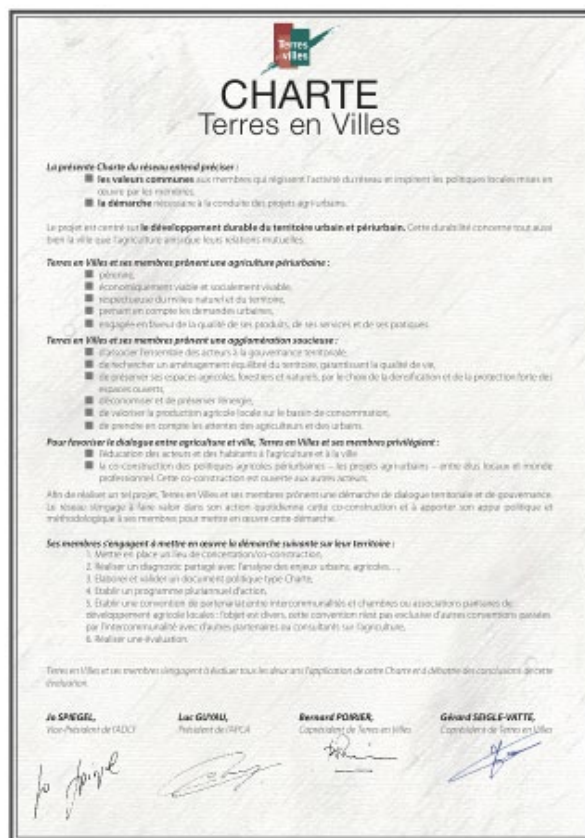 Terres
en villes
CHARTE
Terres en Villes
La présente Charte du réseau entend préciser :
les valeurs communes aux membres qui régissent l'activité du réseau et inspirent les politiques locales mises en
œuvre par les membres,
la démarche nécessaire à la conduite des projets agri-urbains.
Le projet est centré sur le développement durable du territoire urbain et périurbain. Cette durabilité concerne tout aussi
bien la ville que l'agriculture ainsi que leurs relations mutuelles.
Terres en Villes et ses membres prônent une agriculture périurbaine :
pérenne,
économiquement viable et socialement vivable,
respectueuse du milieu naturel et du territoire,
prenant en compte les demandes urbaines,
engagée en faveur de la qualité de ses produits, de ses services et de ses pratiques.
Terres en Villes et ses membres prônent une agglomération soucieuse :
d'associer l'ensemble des acteurs à la gouvernance territoriale,
de rechercher un aménagement équilibré du territoire, garantissant la qualité de vie,
de préserver ses espaces agricoles, forestiers et naturels, par le choix de la densification et de la protection forte des
espaces ouverts,
d'économiser et de préserver l'énergie,
de valoriser la production agricole locale sur le bassin de consommation,
de prendre en compte les attentes des agriculteurs et des urbains.
Pour favoriser le dialogue entre agriculture et ville, Terres en Villes et ses membres privilégient :
l'éducation des acteurs et des habitants à l'agriculture et à la ville
la co-construction des politiques agricoles périurbaines – les projets agri-urbains – entre élus locaux et monde
professionnel. Cette co-construction est ouverte aux autres acteurs.
Afin de réaliser un tel projet, Terres en Villes et ses membres prônent une démarche de dialogue territoriale et de gouvernance.
Le réseau s'engage à faire valoir dans son action quotidienne cette co-construction et à apporter son appui politique et
méthodologique à ses membres pour mettre en œuvre cette démarche.
Ses membres s'engagent à mettre en œuvre la démarche suivante sur leur territoire :
1. Mettre en place un lieu de concertation/co-construction,
2. Réaliser un diagnostic partagé avec l'analyse des enjeux urbains, agricoles ...,
3. Elaborer et valider un document politique type Charte,
4. Etablir un programme pluriannuel d'action,
5. Etablir une convention de partenariat entre intercommunalités et chambres ou associations paritaires de
développement agricole locales : l'objet est divers, cette convention n'est pas exclusive d'autres conventions passées
par l'intercommunalité avec d'autres partenaires ou consultants sur l'agriculture,
6. Réaliser une évaluation.
Terres en Villes et ses membres s'engagent à évaluer tous les deux ans l'application de cette Charte et à débattre des conclusions de cette
évaluation.
Jo SPIEGEL, Luc GUYAU, Bernard POIRIER, Gérard SEIGLE-VATTE,
Vice-Président de l'ADCF Président de l'APCA Coprésident de Terres en Villes Coprésident de Terres en Villes
Jo Spiegel